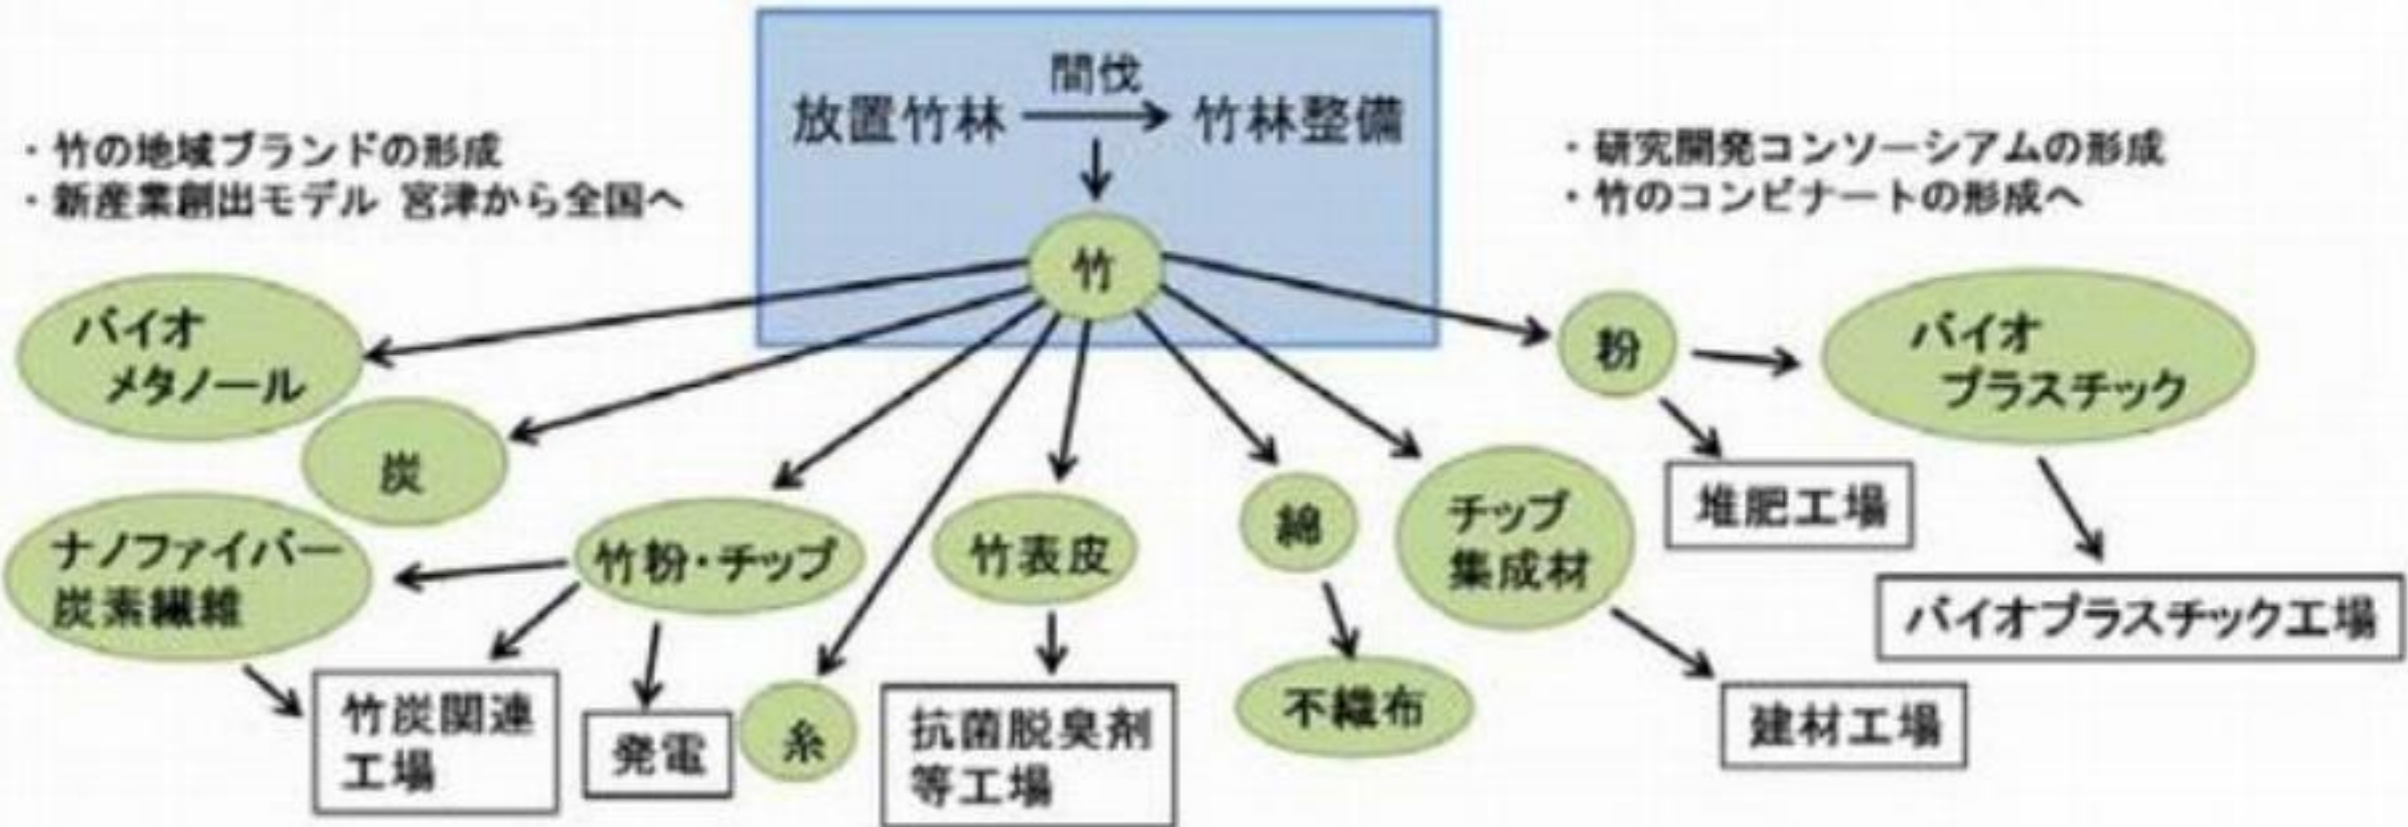 間伐
放置竹林
竹林整備
・竹の地域ブランドの形成
・新産業創出モデル 宮津から全国へ
・研究開発コンソーシアムの形成
・竹のコンビナートの形成へ
竹
バイオ
メタノール
炭
粉
バイオ
プラスチック
ナノファイバー
炭素繊維
竹粉・チップ
竹表皮
綿
チップ
集成材
堆肥工場
バイオプラスチック工場
竹炭関連
工場
発電
糸
抗菌脱臭剤
等工場
不織布
建材工場